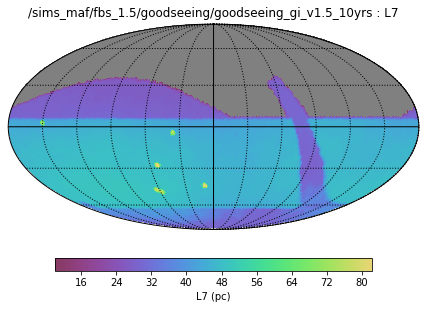 /sims_maf/fbs_1.5/goodseeing/goodseeing_gi_v1.5_10yrs : L7
16 24 32 40 48 56 64 72 80
L7 (pc)